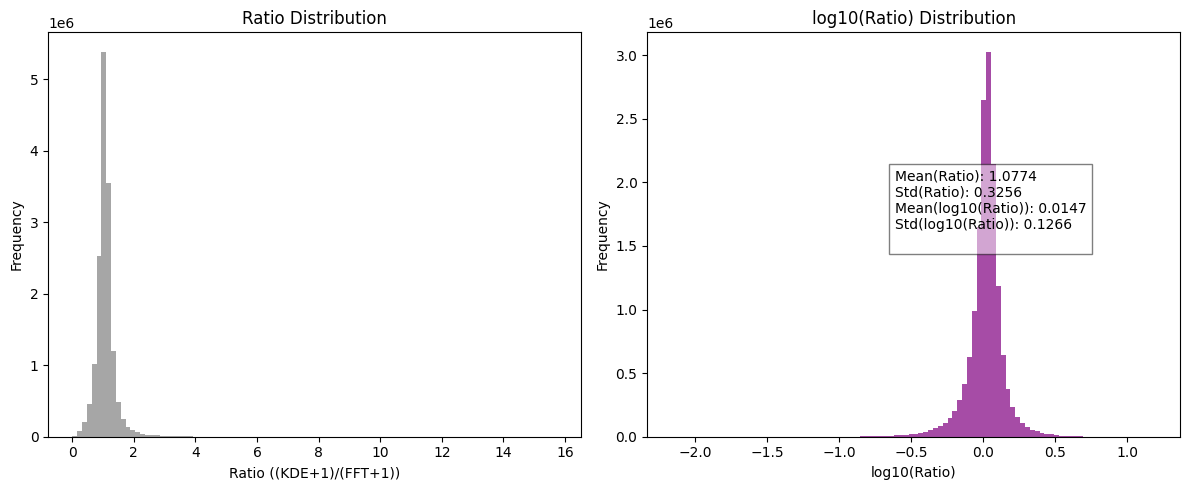 Ratio Distribution
1e6
5
4
3
2
1
0
Frequency
0 2 4 6 8 10 12 14 16
Ratio ((KDE+1)/(FFT+1))
log10(Ratio) Distribution
1e6
3.0
2.5
2.0
1.5
1.0
0.5
0.0
Frequency
Mean(Ratio): 1.0774
Std(Ratio): 0.3256
Mean(log10(Ratio)): 0.0147
Std(log10(Ratio)): 0.1266
−2.0 −1.5 −1.0 −0.5 0.0 0.5 1.0
log10(Ratio)